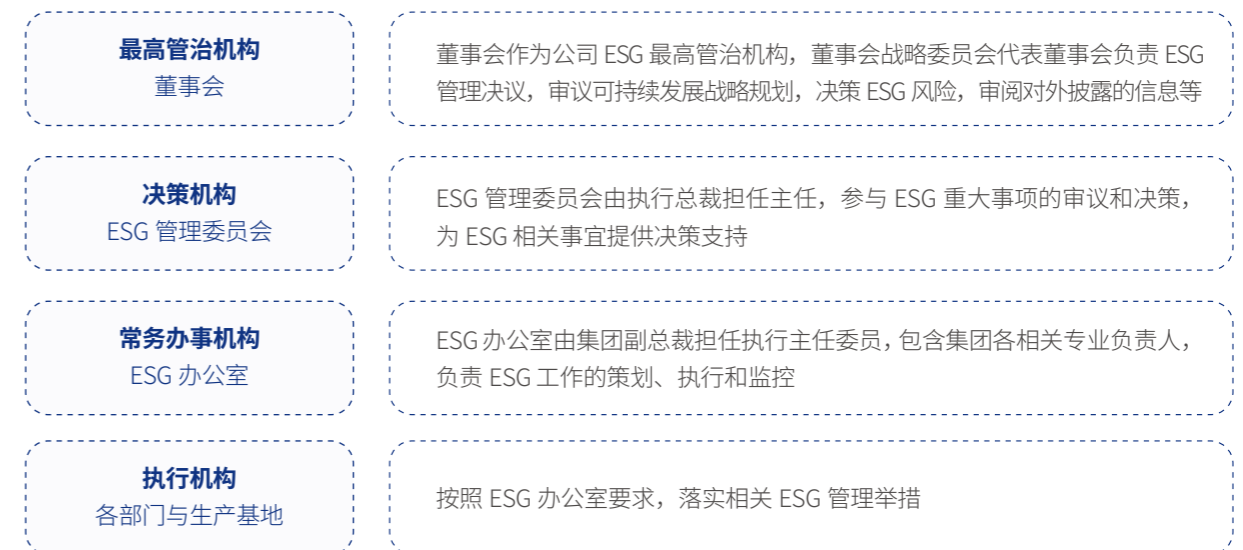 最高管治机构
董事会
董事会作为公司 ESG 最高管治机构，董事会战略委员会代表董事会负责 ESG
管理决议，审议可持续发展战略规划，决策 ESG 风险，审阅对外披露的信息等
决策机构
ESG 管理委员会
ESG 管理委员会由执行总裁担任主任，参与 ESG 重大事项的审议和决策，
为 ESG 相关事宜提供决策支持
常务办事机构
ESG 办公室
ESG 办公室由集团副总裁担任执行主任委员，包含集团各相关专业负责人，
负责 ESG 工作的策划、执行和监控
执行机构
各部门与生产基地
按照 ESG 办公室要求，落实相关 ESG 管理举措